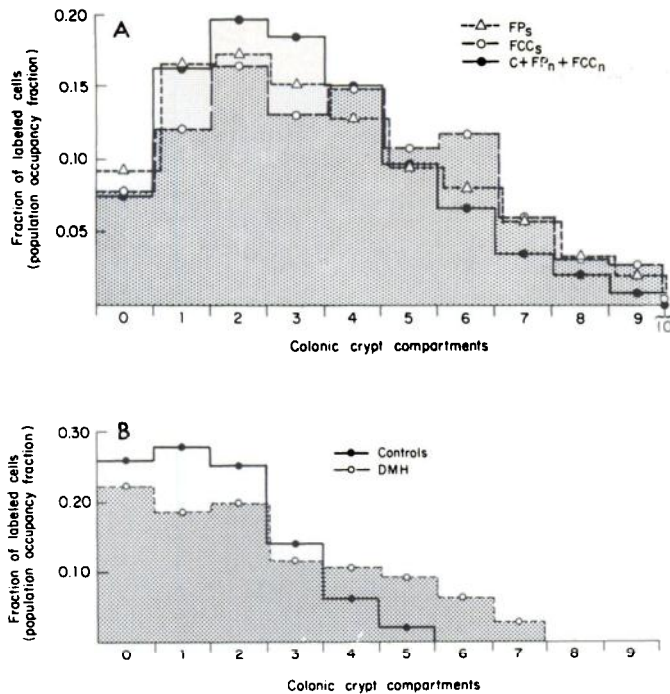 A
0.20
0.15
0.10
0.05
Fraction of labeled cells
(population occupancy fraction)
FPs
FCCs
C+FPn+FCCn
0 1 2 3 4 5 6 7 8 9 10
Colonic crypt compartments
B
0.30
0.20
0.10
Fraction of labeled cells
(population occupancy fraction)
Controls
DMH
0 1 2 3 4 5 6 7 8 9
Colonic crypt compartments